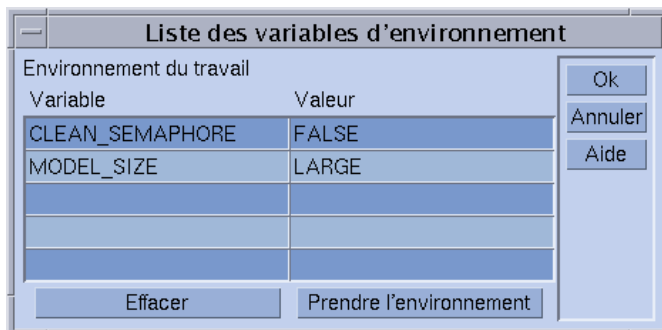 Liste des variables d'environnement
Environnement du travail
Variable Valeur
CLEAN_SEMAPHORE FALSE
MODEL_SIZE LARGE
Effacer Prendre l'environnement
Ok
Annuler
Aide